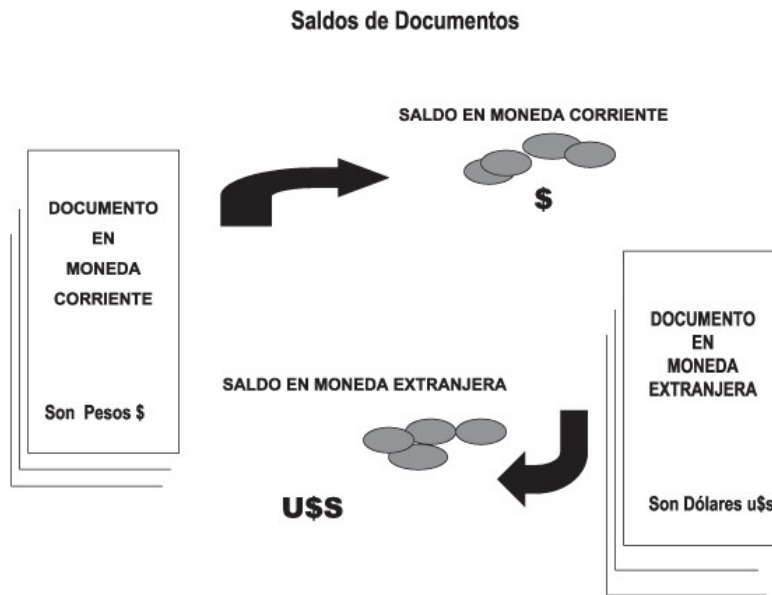 Saldos de Documentos
SALDO EN MONEDA CORRIENTE
$
DOCUMENTO
EN
MONEDA
CORRIENTE
Son Pesos $
DOCUMENTO
EN
MONEDA
EXTRANJERA
Son Dólares u$s
SALDO EN MONEDA EXTRANJERA
U$S